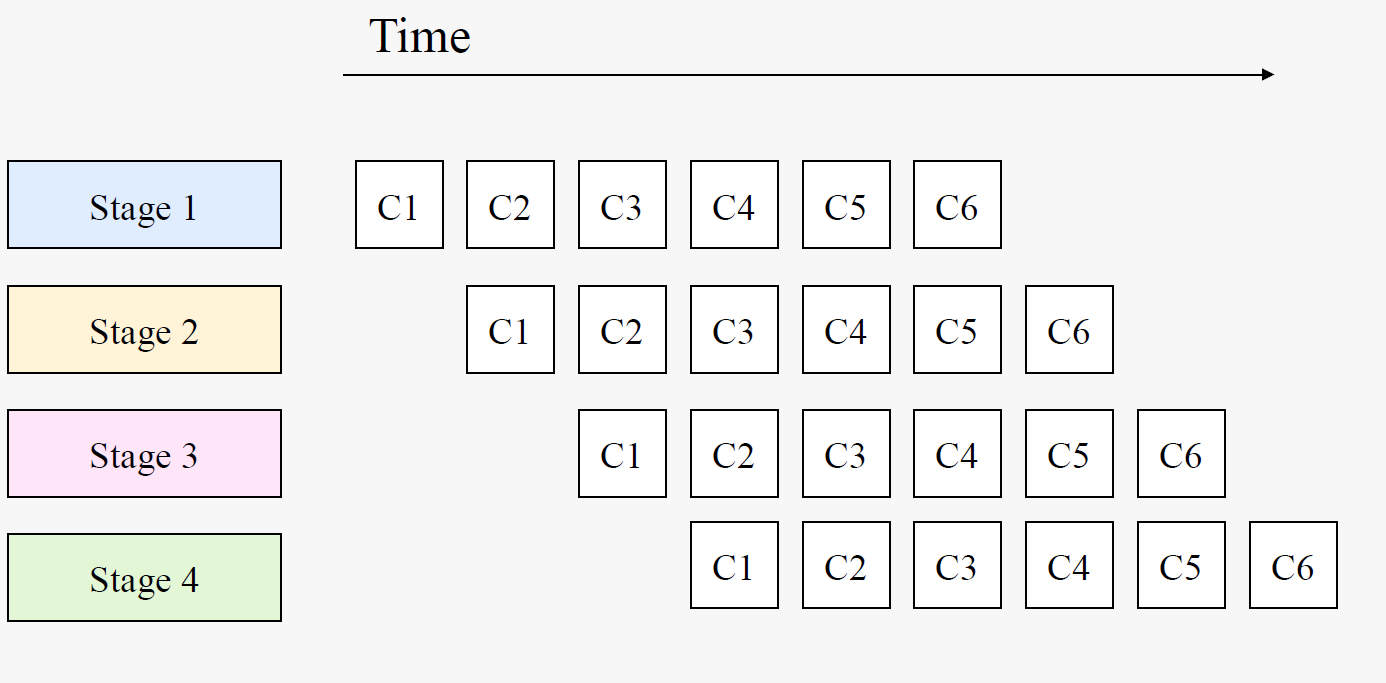 Time
Stage 1 C1 C2 C3 C4 C5 C6
Stage 2 C1 C2 C3 C4 C5 C6
Stage 3 C1 C2 C3 C4 C5 C6
Stage 4 C1 C2 C3 C4 C5 C6